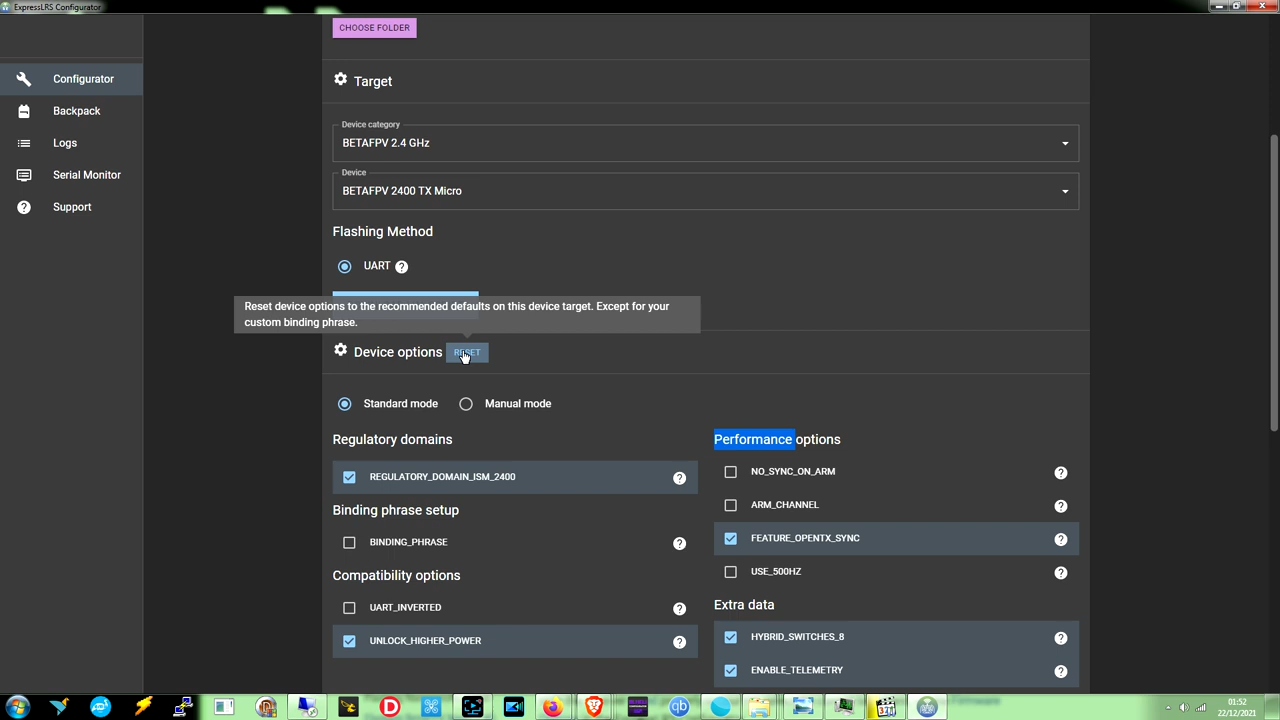 ExpressLRS Configurator
CHOOSE FOLDER
Configurator
Backpack
Logs
Serial Monitor
Support
Target
Device category
BETAFPV 2.4 GHz
Device
BETAFPV 2400 TX Micro
Flashing Method
UART
Reset device options to the recommended defaults on this device target. Except for your
custom binding phrase.
Device options RESET
Standard mode Manual mode
Regulatory domains
REGULATORY_DOMAIN_ISM_2400
Binding phrase setup
BINDING_PHRASE
Compatibility options
UART_INVERTED
UNLOCK_HIGHER_POWER
Performance options
NO_SYNC_ON_ARM
ARM_CHANNEL
FEATURE_OPENTX_SYNC
USE_500HZ
Extra data
HYBRID_SWITCHES_8
ENABLE_TELEMETRY
01:52
22/12/2021